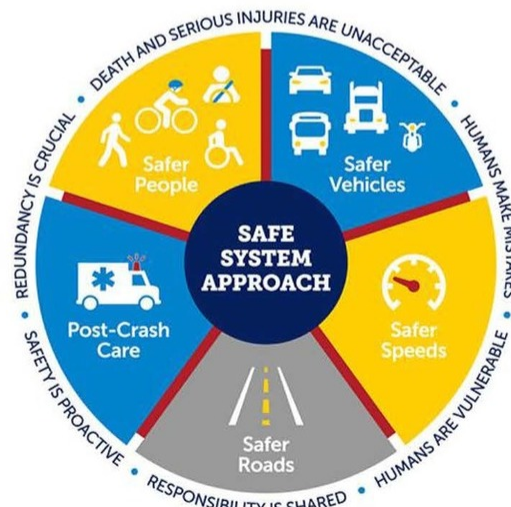 DEATH AND SERIOUS INJURIES ARE UNACCEPTABLE
HUMANS MAKE MISTAKES
HUMANS ARE VULNERABLE
RESPONSIBILITY IS SHARED
SAFETY IS PROACTIVE
REDUNDANCY IS CRUCIAL
Safer
People
Safer
Vehicles
SAFE
SYSTEM
APPROACH
Post-Crash
Care
Safer
Speeds
Safer
Roads